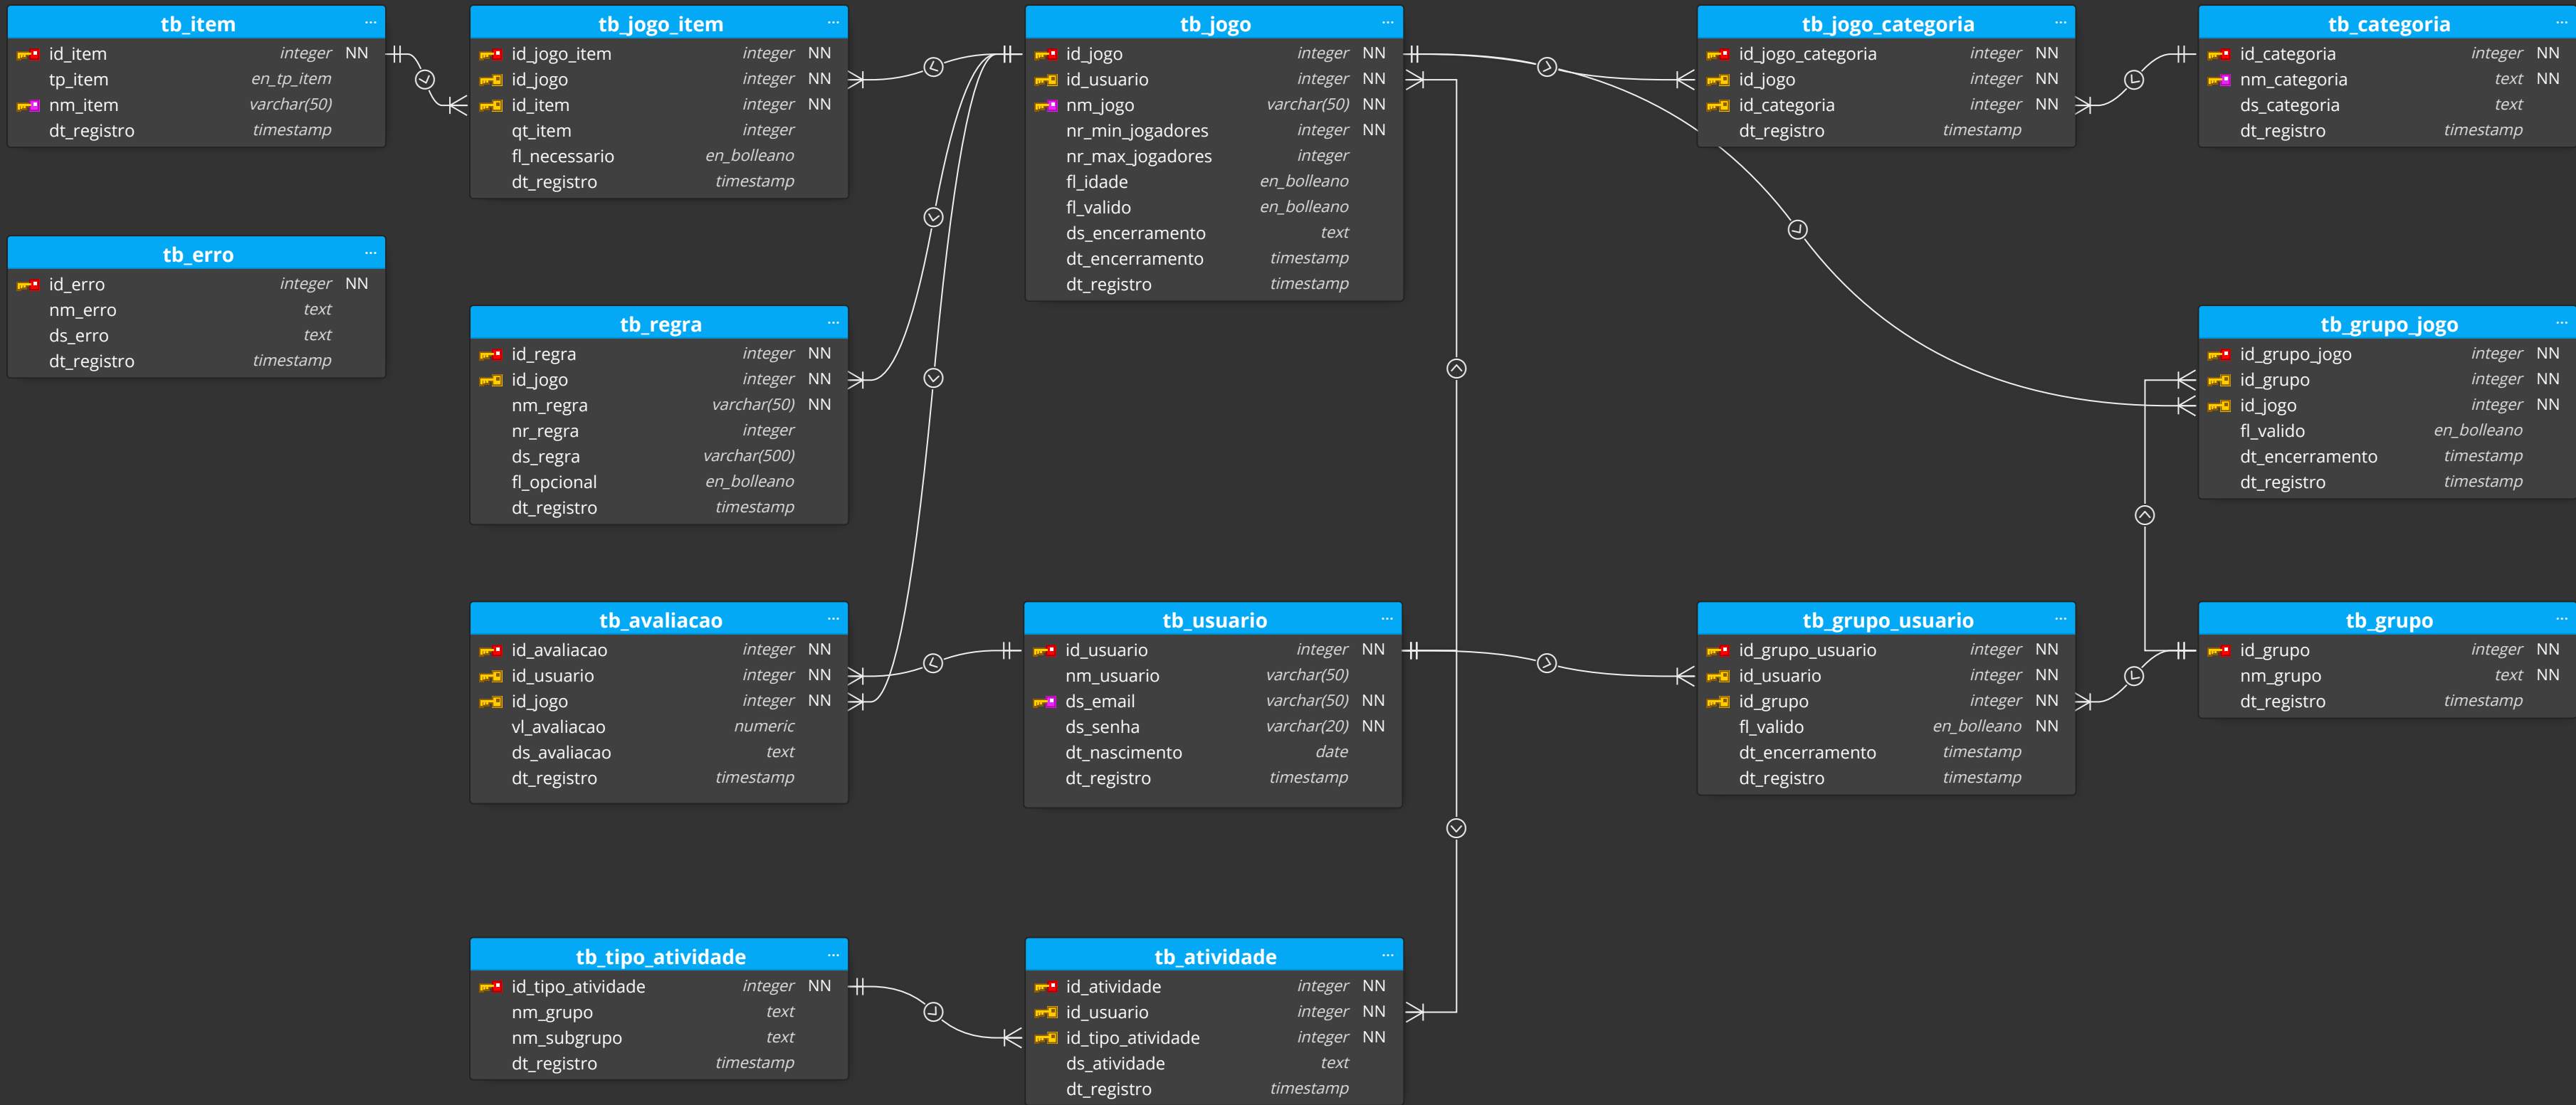 tb_item ...
id_item integer NN
tp_item en_tp_item
nm_item varchar(50)
dt_registro timestamp
tb_jogo_item ...
id_jogo_item integer NN
id_jogo integer NN
id_item integer NN
qt_item integer
fl_necessario en_bolleano
dt_registro timestamp
tb_jogo ...
id_jogo integer NN
id_usuario integer NN
nm_jogo varchar(50) NN
nr_min_jogadores integer NN
nr_max_jogadores integer
fl_idade en_bolleano
fl_valido en_bolleano
ds_encerramento text
dt_encerramento timestamp
dt_registro timestamp
tb_jogo_categoria ...
id_jogo_categoria integer NN
id_jogo integer NN
id_categoria integer NN
dt_registro timestamp
tb_categoria ...
id_categoria integer NN
nm_categoria text NN
ds_categoria text
dt_registro timestamp
tb_erro ...
id_erro integer NN
nm_erro text
ds_erro text
dt_registro timestamp
tb_regra ...
id_regra integer NN
id_jogo integer NN
nm_regra varchar(50) NN
nr_regra integer
ds_regra varchar(500)
fl_opcional en_bolleano
dt_registro timestamp
tb_grupo_jogo ...
id_grupo_jogo integer NN
id_grupo integer NN
id_jogo integer NN
fl_valido en_bolleano
dt_encerramento timestamp
dt_registro timestamp
tb_avaliacao ...
id_avaliacao integer NN
id_usuario integer NN
id_jogo integer NN
vl_avaliacao numeric
ds_avaliacao text
dt_registro timestamp
tb_usuario ...
id_usuario integer NN
nm_usuario varchar(50)
ds_email varchar(50) NN
ds_senha varchar(20) NN
dt_nascimento date
dt_registro timestamp
tb_grupo_usuario ...
id_grupo_usuario integer NN
id_usuario integer NN
id_grupo integer NN
fl_valido en_bolleano NN
dt_encerramento timestamp
dt_registro timestamp
tb_grupo ...
id_grupo integer NN
nm_grupo text NN
dt_registro timestamp
tb_tipo_atividade ...
id_tipo_atividade integer NN
nm_grupo text
nm_subgrupo text
dt_registro timestamp
tb_atividade ...
id_atividade integer NN
id_usuario integer NN
id_tipo_atividade integer NN
ds_atividade text
dt_registro timestamp